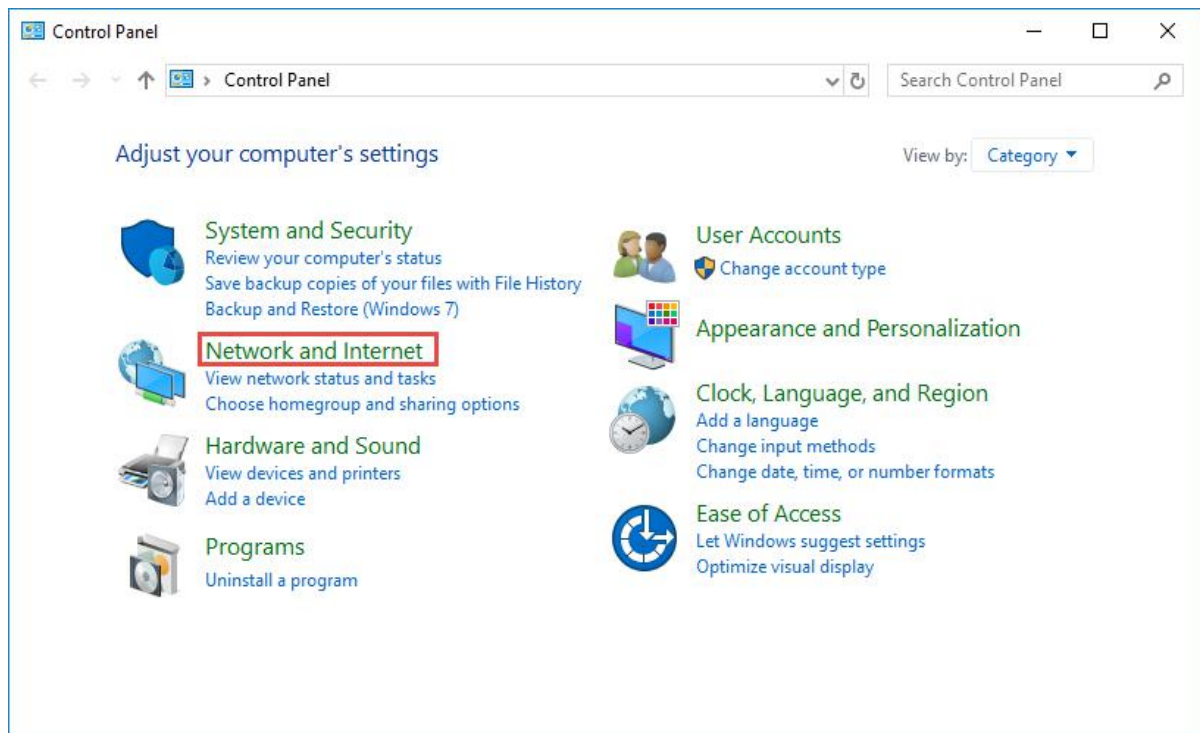 Control Panel
Control Panel
Search Control Panel
Adjust your computer's settings
View by: Category
System and Security
Review your computer's status
Save backup copies of your files with File History
Backup and Restore (Windows 7)
Network and Internet
View network status and tasks
Choose homegroup and sharing options
Hardware and Sound
View devices and printers
Add a device
Programs
Uninstall a program
User Accounts
Change account type
Appearance and Personalization
Clock, Language, and Region
Add a language
Change input methods
Change date, time, or number formats
Ease of Access
Let Windows suggest settings
Optimize visual display